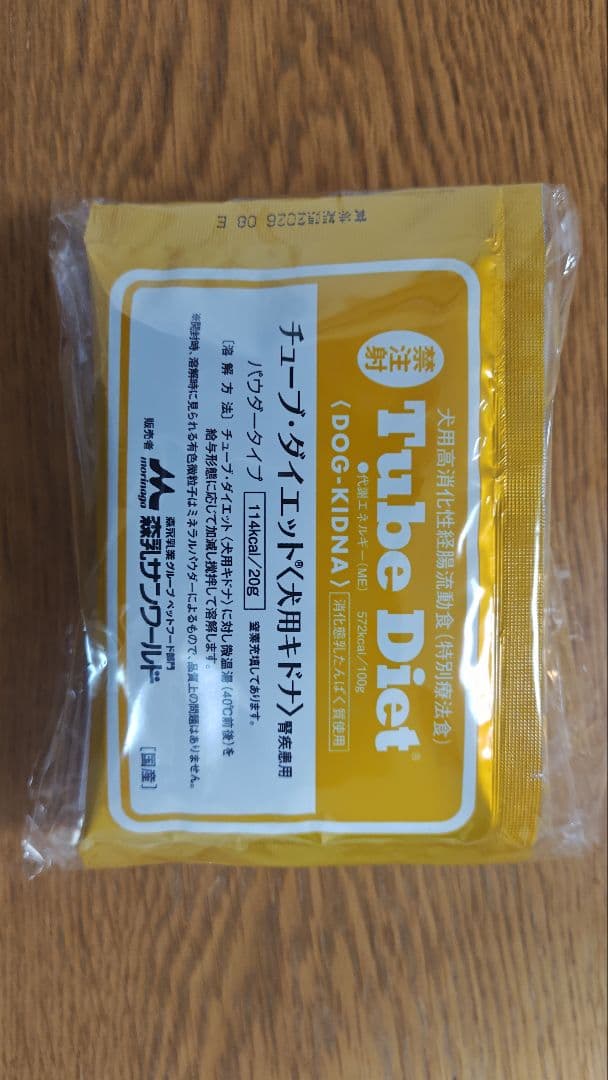 賞味期限2026 08 E
禁注射
犬用高消化性経腸流動食(特別療法食)
Tube Diet®
〈DOG-KIDNA〉 消化態乳たんぱく質使用
●代謝エネルギー(ME) 572kcal/100g
チューブ・ダイエット®〈犬用キドナ〉 腎疾患用
パウダータイプ 114kcal/20g 窒素充填してあります。
〔溶解方法〕チューブ・ダイエット〈犬用キドナ〉に対し微温湯(40℃前後)を
給与形態に応じて加減し撹拌して溶解します。
※開封時、溶解時に見られる有色微粒子はミネラルパウダーによるもので、品質上の問題はありません。
販売者 morinaga 森永乳業グループ ペットフード部門
森乳サンワールド [国産]